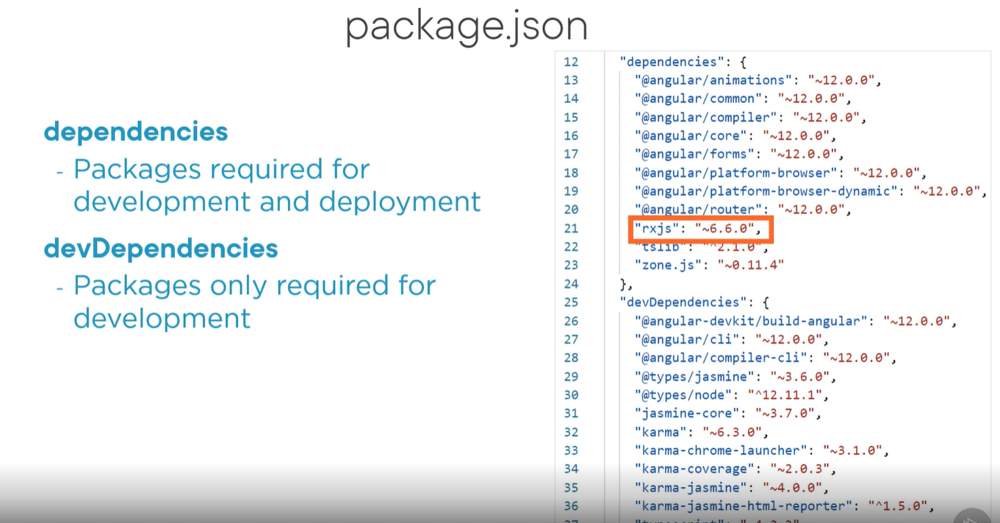 package.json
dependencies
- Packages required for
development and deployment
devDependencies
- Packages only required for
development
12 "dependencies": {
13 "@angular/animations": "~12.0.0",
14 "@angular/common": "~12.0.0",
15 "@angular/compiler": "~12.0.0",
16 "@angular/core": "~12.0.0",
17 "@angular/forms": "~12.0.0",
18 "@angular/platform-browser": "~12.0.0",
19 "@angular/platform-browser-dynamic": "~12.0.0",
20 "@angular/router": "~12.0.0",
21 "rxjs": "~6.6.0",
22 "tslib": "^2.1.0",
23 "zone.js": "~0.11.4"
24 },
25 "devDependencies": {
26 "@angular-devkit/build-angular": "~12.0.0",
27 "@angular/cli": "~12.0.0",
28 "@angular/compiler-cli": "~12.0.0",
29 "@types/jasmine": "~3.6.0",
30 "@types/node": "^12.11.1",
31 "jasmine-core": "~3.7.0",
32 "karma": "~6.3.0",
33 "karma-chrome-launcher": "~3.1.0",
34 "karma-coverage": "~2.0.3",
35 "karma-jasmine": "~4.0.0",
36 "karma-jasmine-html-reporter": "^1.5.0",